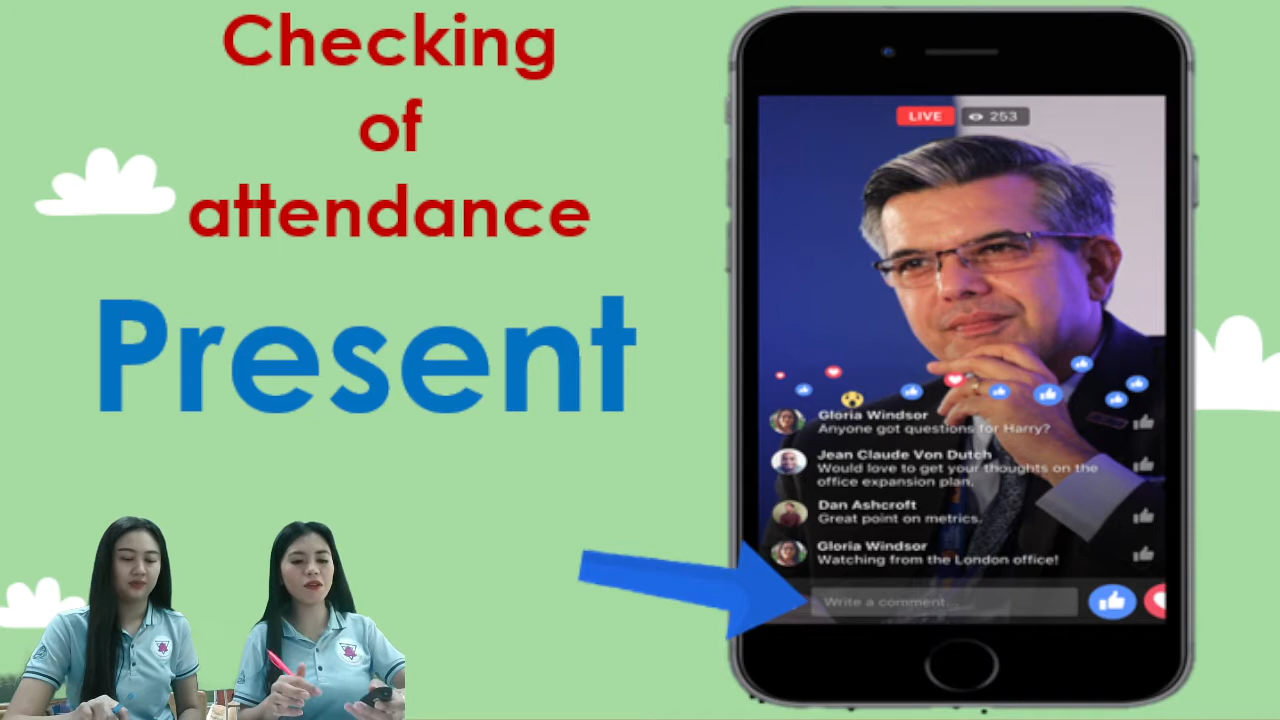 Checking
of
attendance
Present
LIVE
253
Gloria Windsor
Anyone got questions for Harry?
Jean Claude Von Dutch
Would love to get your thoughts on the
office expansion plan.
Dan Ashcroft
Great point on metrics.
Gloria Windsor
Watching from the London office!
Write a comment...